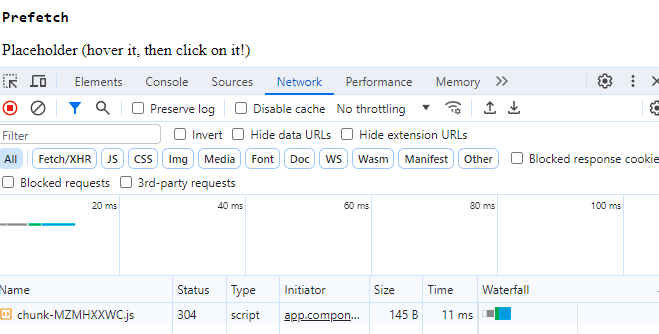 Prefetch
Placeholder (hover it, then click on it!)
Elements Console Sources Network Performance Memory
Preserve log Disable cache No throttling
Filter Invert Hide data URLs Hide extension URLs
All Fetch/XHR JS CSS Img Media Font Doc WS Wasm Manifest Other Blocked response cookie
Blocked requests 3rd-party requests
20 ms 40 ms 60 ms 80 ms 100 ms
Name Status Type Initiator Size Time Waterfall
chunk-MZMHXXWC.js 304 script app.compon... 145 B 11 ms